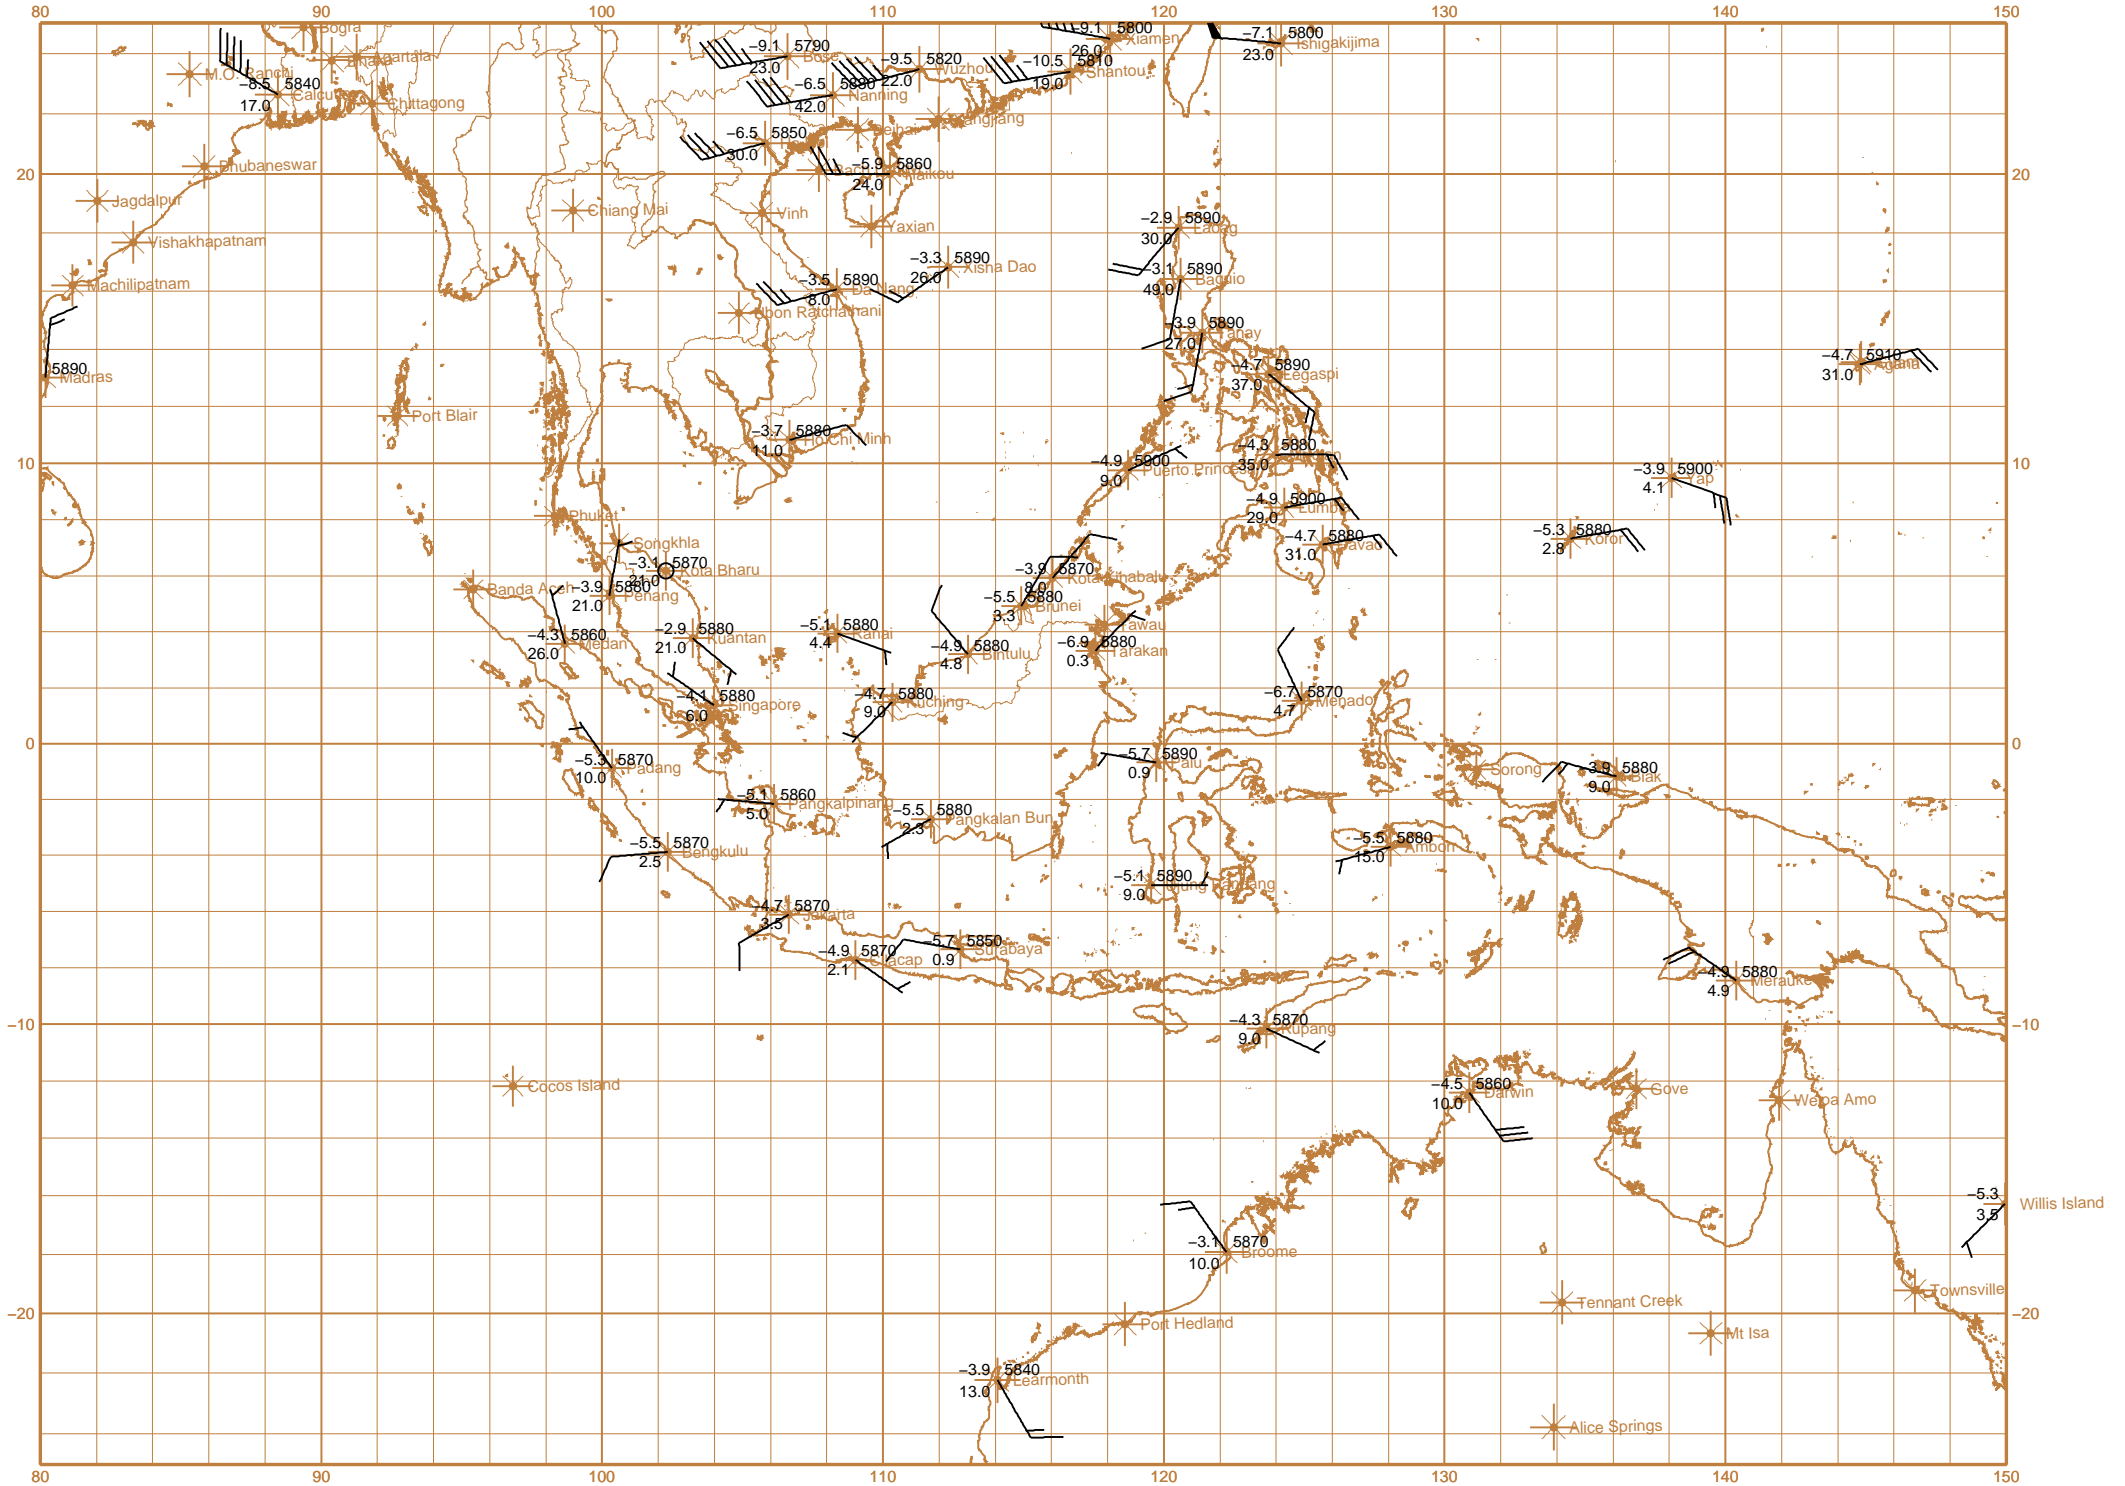 80 90 100 110 120 130 140 150
Bogra
−9.1 5800
Xiamen
26.0
−7.1 5800
Ishigakijima
23.0
−9.1 5790
Bose
23.0
−9.5 5820
Wuzhou
22.0
−10.5 5810
Shantou
19.0
Dhaka
Agartala
M.O. Ranchi
−8.5 5840
17.0
−6.5 5880
Nanning
42.0
Chittagong
−6.5 5850
30.0
Beihai
Bhubaneswar
−5.9 5860
Haikou
24.0
20 20
Jagdalpur
Chiang Mai
Vinh
Yaxian
−2.9 5890
Laoag
30.0
Vishakhapatnam
−3.3 5890
Xisha Dao
26.0
−3.1 5890
Baguio
49.0
Machilipatnam
−3.5 5890
Da Nang
8.0
Ubon Ratchathani
−3.9 5890
Tanay
27.0
5890
Madras
−4.7 5890
Legaspi
37.0
−4.7 5910
31.0
Port Blair
−3.7 5880
Ho Chi Minh
11.0
−4.3 5880
35.0
10 10
−4.9 5900
9.0
−3.9 5900
Yap
4.1
−4.9 5900
29.0
Phuket
Songkhla
−4.7 5880
Davao
31.0
−5.3 5880
Koror
2.8
−3.1 5870
Kota Bharu
21.0
−3.9 5870
Kota Kinabalu
8.0
Banda Aceh
−3.9 5880
Penang
21.0
−5.5 5880
Brunei
3.3
Tawau
−4.3 5860
Medan
26.0
−2.9 5880
Kuantan
21.0
−5.1 5880
Ranai
4.4
−4.9 5880
Bintulu
4.8
−6.9 5880
Tarakan
0.3
−4.1 5880
Singapore
6.0
−4.7 5880
Kuching
9.0
−6.7 5870
Menado
4.7
0 0
−5.3 5870
Padang
10.0
−5.7 5890
Palu
0.9
Sorong
−3.9 5880
Biak
9.0
−5.1 5860
Pangkalpinang
5.0
−5.5 5880
Pangkalan Bun
2.3
−5.5 5870
Bengkulu
2.5
−5.5 5880
Ambon
15.0
−5.1 5890
Ujung Pandang
9.0
−4.7 5870
Jakarta
3.5
−4.9 5870
Cilacap
2.1
−5.7 5850
Surabaya
0.9
−4.9 5880
Merauke
4.9
−10 −10
−4.3 5870
Kupang
9.0
Cocos Island
−4.5 5860
Darwin
10.0
Gove
Weipa Amo
−5.3
Willis Island
3.5
−3.1 5870
Broome
10.0
Townsville
−20 −20
Port Hedland
Tennant Creek
Mt Isa
−3.9 5840
Learmonth
13.0
Alice Springs
80 90 100 110 120 130 140 150